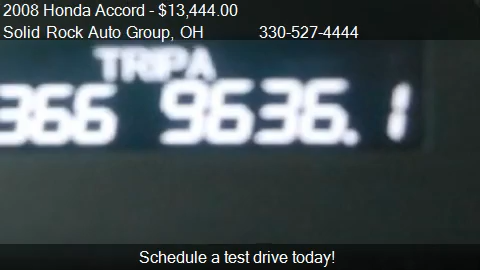 2008 Honda Accord - $13,444.00
Solid Rock Auto Group, OH 330-527-4444
TRIP A
366 9636.1
Schedule a test drive today!